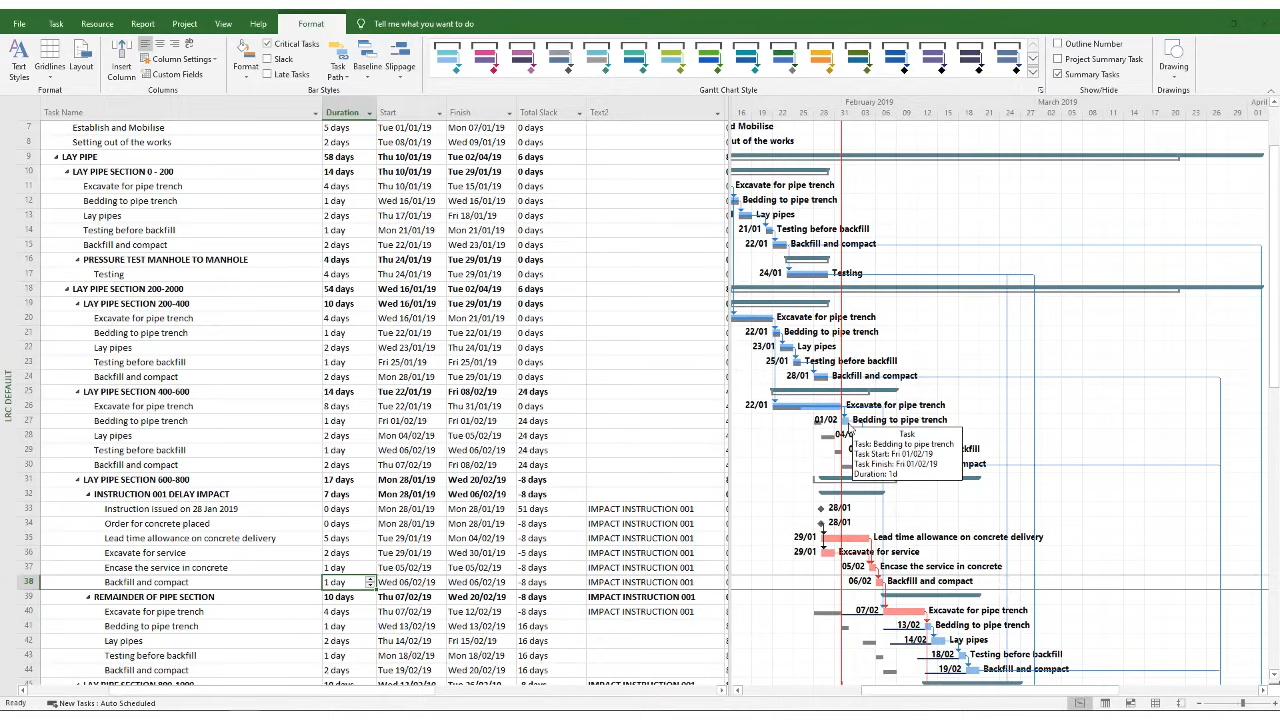 File Task Resource Report Project View Help Format Tell me what you want to do
Text Styles Gridlines Layout Insert Column Column Settings Custom Fields Format Critical Tasks Slack Late Tasks Task Path Baseline Slippage Outline Number Project Summary Task Summary Tasks Drawing
Format Columns Bar Styles Gantt Chart Style Show/Hide Drawings
February 2019 March 2019 April
Task Name Duration Start Finish Total Slack Text2 16 22 28 31 03 06 09 12 15 18 21 24 27 02 05 08 11 14 17 20 23 26 29 01
7 Establish and Mobilise 5 days Tue 01/01/19 Mon 07/01/19 0 days d Mobilise
8 Setting out of the works 2 days Tue 08/01/19 Wed 09/01/19 0 days out of the works
9 LAY PIPE 58 days Thu 10/01/19 Tue 02/04/19 6 days
10 LAY PIPE SECTION 0 - 200 14 days Thu 10/01/19 Tue 29/01/19 0 days
11 Excavate for pipe trench 4 days Thu 10/01/19 Tue 15/01/19 0 days Excavate for pipe trench
12 Bedding to pipe trench 1 day Wed 16/01/19 Wed 16/01/19 0 days Bedding to pipe trench
13 Lay pipes 2 days Thu 17/01/19 Fri 18/01/19 0 days Lay pipes
14 Testing before backfill 1 day Mon 21/01/19 Mon 21/01/19 0 days 21/01 Testing before backfill
15 Backfill and compact 2 days Tue 22/01/19 Wed 23/01/19 0 days 22/01 Backfill and compact
16 PRESSURE TEST MANHOLE TO MANHOLE 4 days Thu 24/01/19 Tue 29/01/19 0 days
17 Testing 4 days Thu 24/01/19 Tue 29/01/19 0 days 24/01 Testing
18 LAY PIPE SECTION 200-2000 54 days Wed 16/01/19 Tue 02/04/19 6 days
19 LAY PIPE SECTION 200-400 10 days Wed 16/01/19 Tue 29/01/19 0 days
20 Excavate for pipe trench 4 days Wed 16/01/19 Mon 21/01/19 0 days Excavate for pipe trench
21 Bedding to pipe trench 1 day Tue 22/01/19 Tue 22/01/19 0 days 22/01 Bedding to pipe trench
22 Lay pipes 2 days Wed 23/01/19 Thu 24/01/19 0 days 23/01 Lay pipes
23 Testing before backfill 1 day Fri 25/01/19 Fri 25/01/19 0 days 25/01 Testing before backfill
24 Backfill and compact 2 days Mon 28/01/19 Tue 29/01/19 0 days 28/01 Backfill and compact
25 LAY PIPE SECTION 400-600 14 days Tue 22/01/19 Fri 08/02/19 24 days
26 Excavate for pipe trench 8 days Tue 22/01/19 Thu 31/01/19 24 days 22/01 Excavate for pipe trench
27 Bedding to pipe trench 1 day Fri 01/02/19 Fri 01/02/19 24 days 01/02 Bedding to pipe trench
28 Lay pipes 2 days Mon 04/02/19 Tue 05/02/19 24 days
29 Testing before backfill 1 day Wed 06/02/19 Wed 06/02/19 24 days
30 Backfill and compact 2 days Thu 07/02/19 Fri 08/02/19 24 days
Task
Task: Bedding to pipe trench
Task Start: Fri 01/02/19
Task Finish: Fri 01/02/19
Duration: 1d
31 LAY PIPE SECTION 600-800 17 days Mon 28/01/19 Tue 19/02/19 -8 days
32 INSTRUCTION 001 DELAY IMPACT 7 days Mon 28/01/19 Wed 06/02/19 -8 days
33 Instruction issued on 28 Jan 2019 0 days Mon 28/01/19 Mon 28/01/19 51 days IMPACT INSTRUCTION 001 28/01
34 Order for concrete placed 0 days Mon 28/01/19 Mon 28/01/19 -8 days IMPACT INSTRUCTION 001 28/01
35 Lead time allowance on concrete delivery 5 days Tue 29/01/19 Mon 04/02/19 -8 days IMPACT INSTRUCTION 001 29/01 Lead time allowance on concrete delivery
36 Excavate for service 2 days Tue 29/01/19 Wed 30/01/19 -5 days IMPACT INSTRUCTION 001 29/01 Excavate for service
37 Encase the service in concrete 1 day Tue 05/02/19 Tue 05/02/19 -8 days IMPACT INSTRUCTION 001 05/02 Encase the service in concrete
38 Backfill and compact 1 day Wed 06/02/19 Wed 06/02/19 -8 days IMPACT INSTRUCTION 001 06/02 Backfill and compact
39 REMAINDER OF PIPE SECTION 10 days Thu 07/02/19 Wed 20/02/19 -8 days IMPACT INSTRUCTION 001
40 Excavate for pipe trench 4 days Thu 07/02/19 Tue 12/02/19 -8 days IMPACT INSTRUCTION 001 07/02 Excavate for pipe trench
41 Bedding to pipe trench 1 day Wed 13/02/19 Wed 13/02/19 16 days 13/02 Bedding to pipe trench
42 Lay pipes 2 days Thu 14/02/19 Fri 15/02/19 16 days 14/02 Lay pipes
43 Testing before backfill 1 day Mon 18/02/19 Mon 18/02/19 16 days 18/02 Testing before backfill
44 Backfill and compact 2 days Tue 19/02/19 Wed 20/02/19 16 days 19/02 Backfill and compact
LRC DEFAULT
READY New Tasks : Auto Scheduled